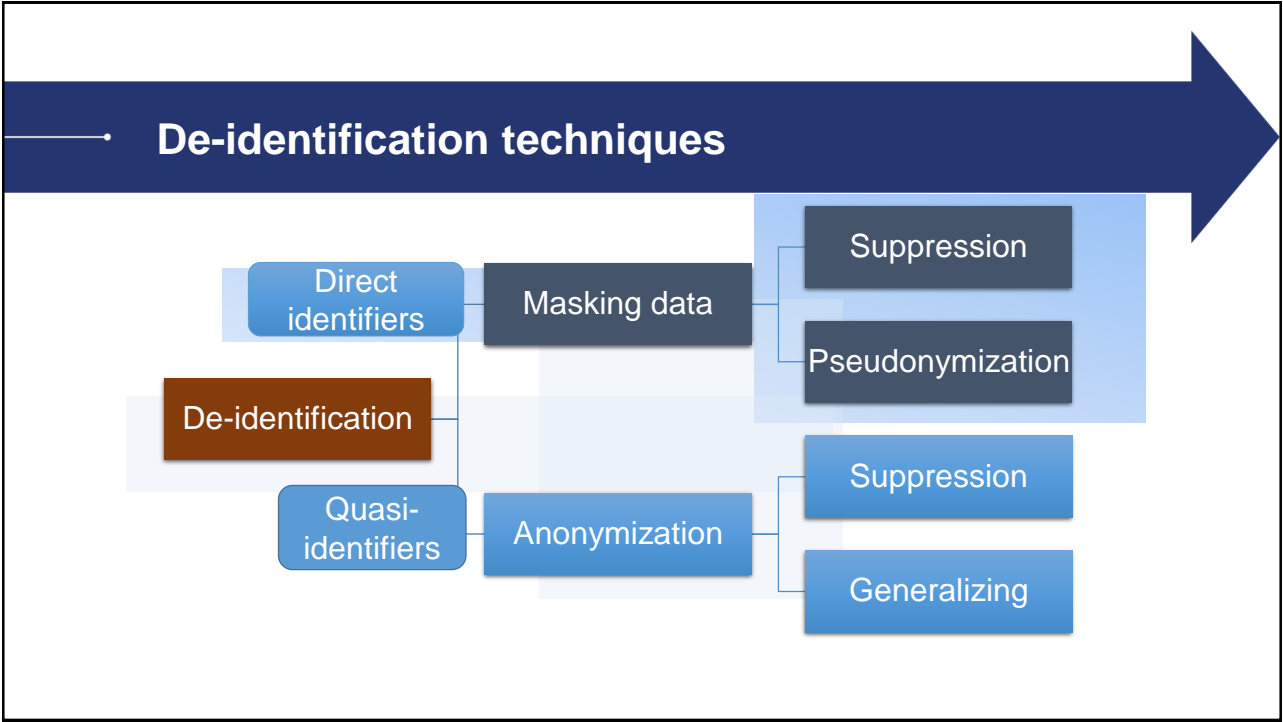 De-identification techniques
Direct
identifiers
Masking data
Suppression
Pseudonymization
De-identification
Quasi-
identifiers
Anonymization
Suppression
Generalizing